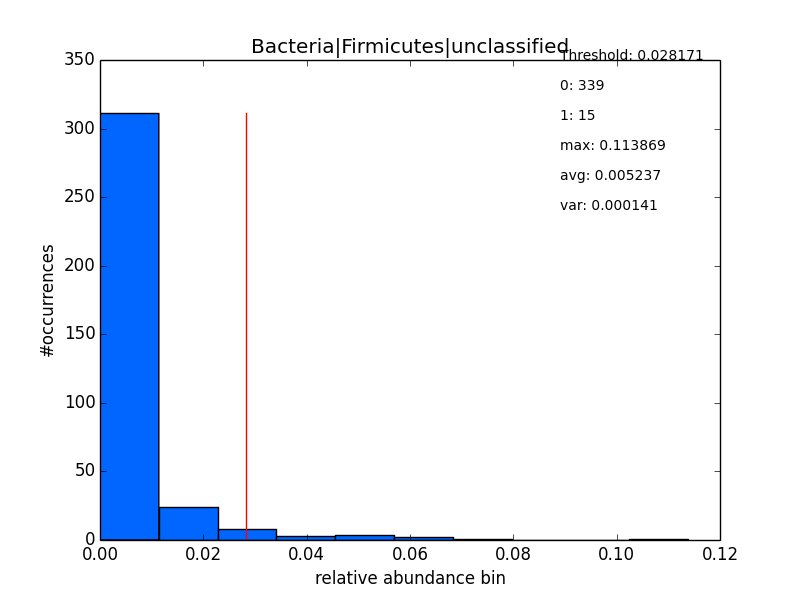 Bacteria|Firmicutes|unclassified
Threshold: 0.028171
0: 339
1: 15
max: 0.113869
avg: 0.005237
var: 0.000141
350
300
250
200
150
100
50
0
#occurrences
0.00 0.02 0.04 0.06 0.08 0.10 0.12
relative abundance bin